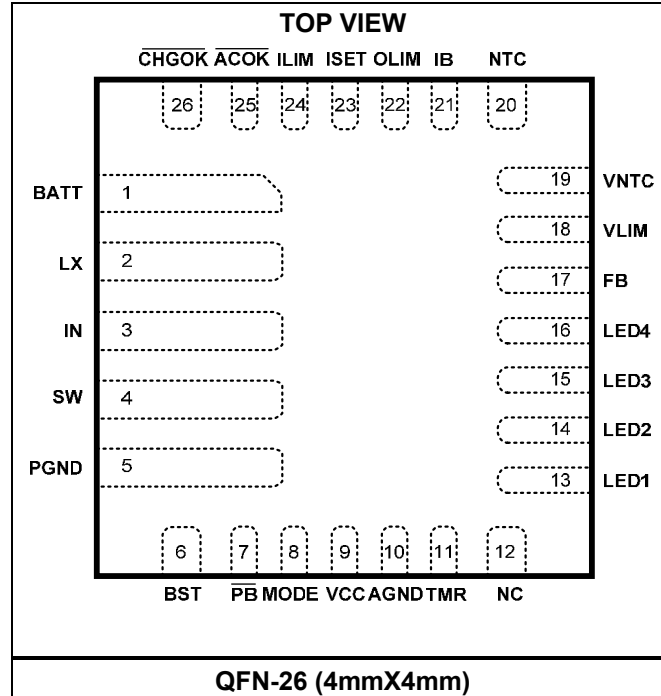 TOP VIEW
CHGOK ACOK ILIM ISET OLIM IB NTC
26 25 24 23 22 21 20
BATT 1 19 VNTC
18 VLIM
LX 2 17 FB
IN 3 16 LED4
15 LED3
SW 4 14 LED2
PGND 5 13 LED1
6 7 8 9 10 11 12
BST PB MODE VCC AGND TMR NC
QFN-26 (4mmX4mm)